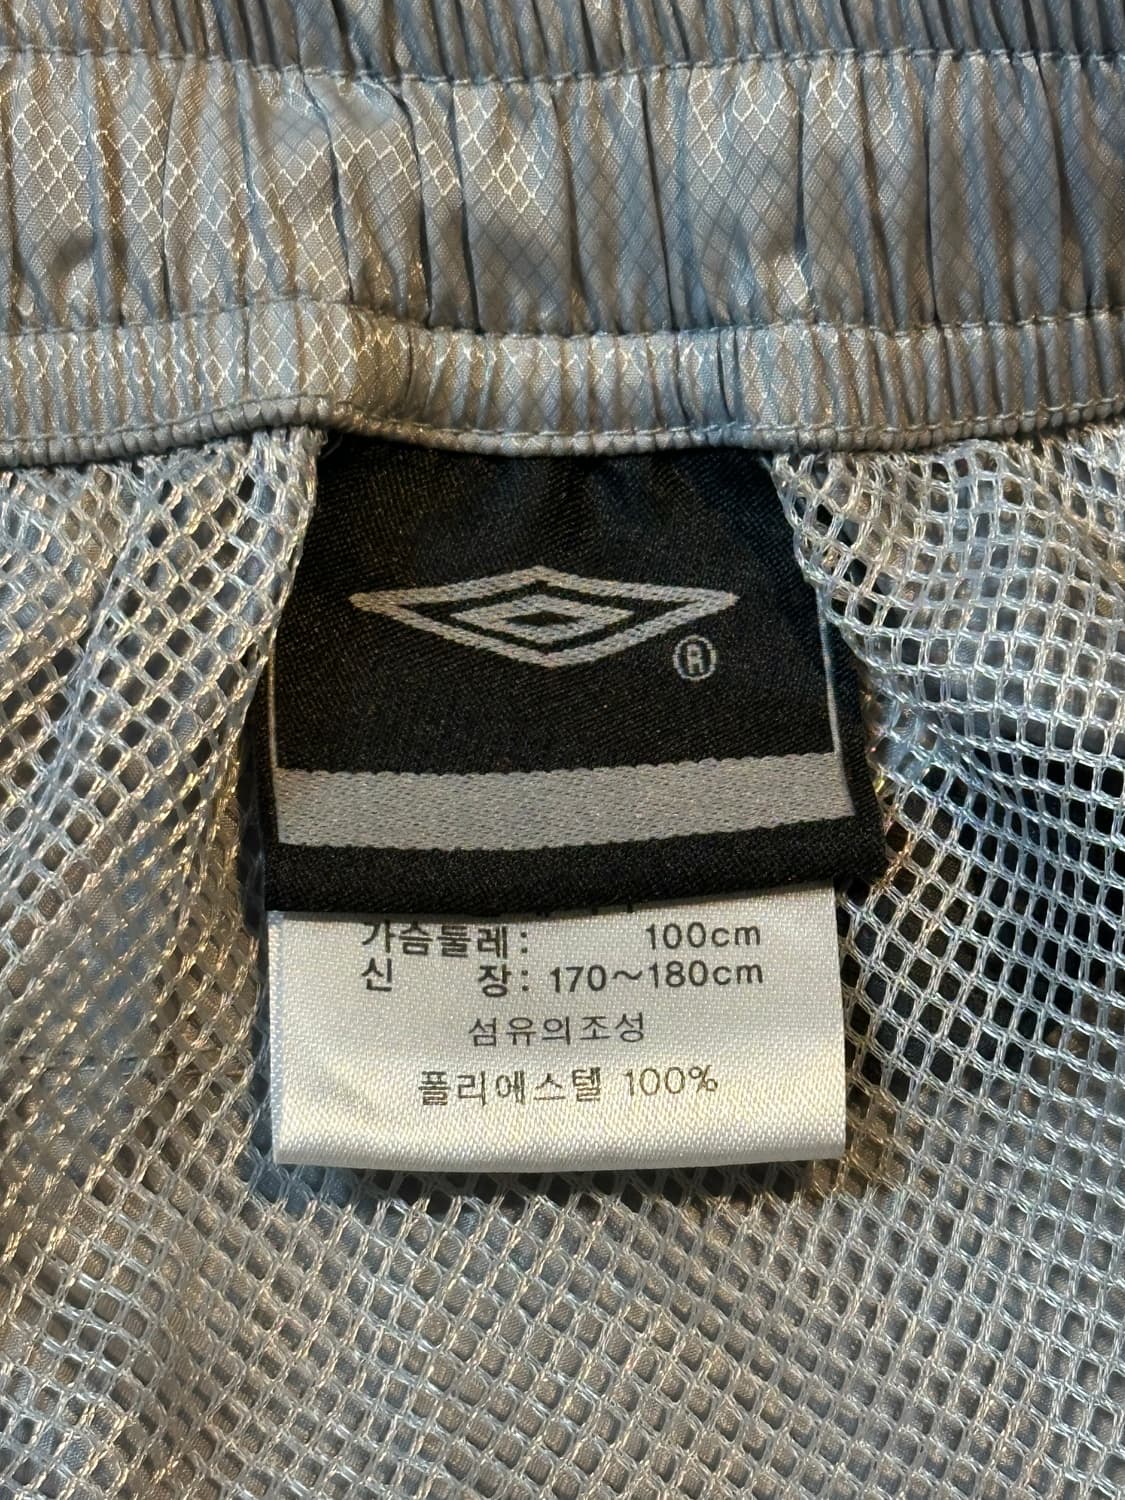 ®
가슴둘레: 100cm
신 장: 170~180cm
섬유의조성
폴리에스텔 100%